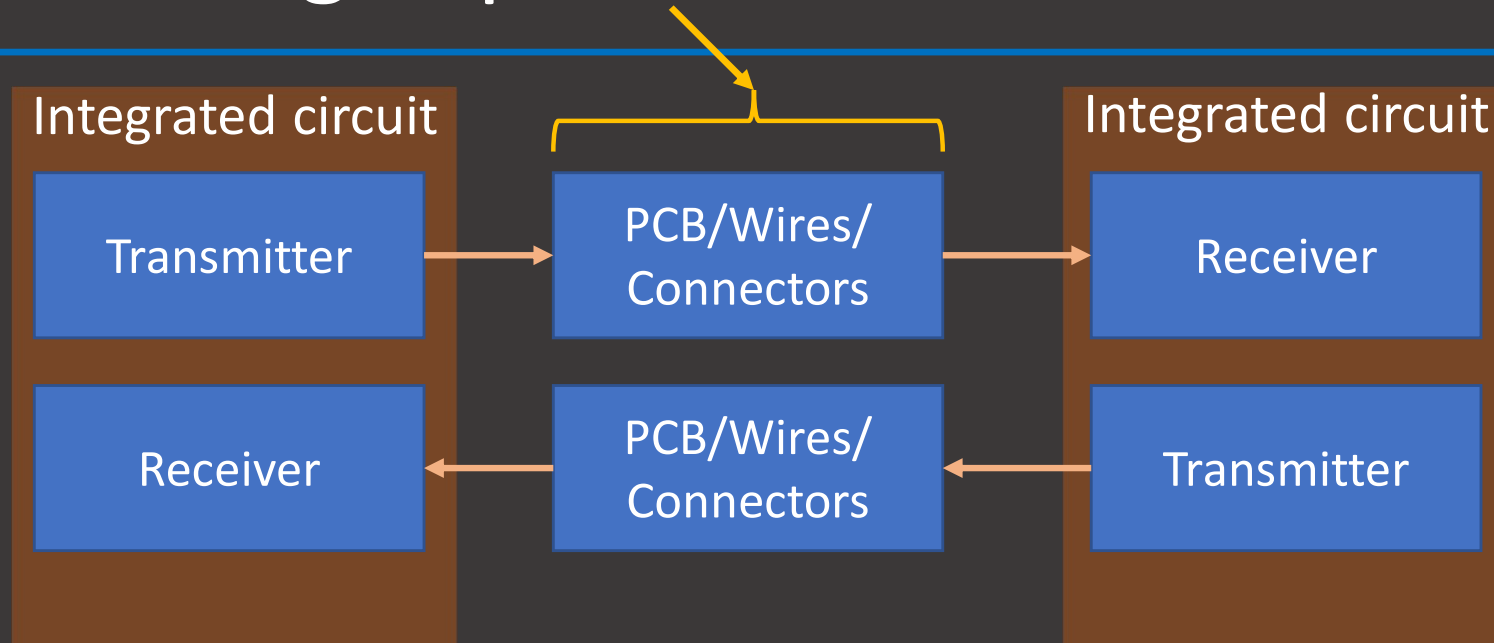 Integrated circuit
Integrated circuit
Transmitter
PCB/Wires/
Connectors
Receiver
Receiver
PCB/Wires/
Connectors
Transmitter